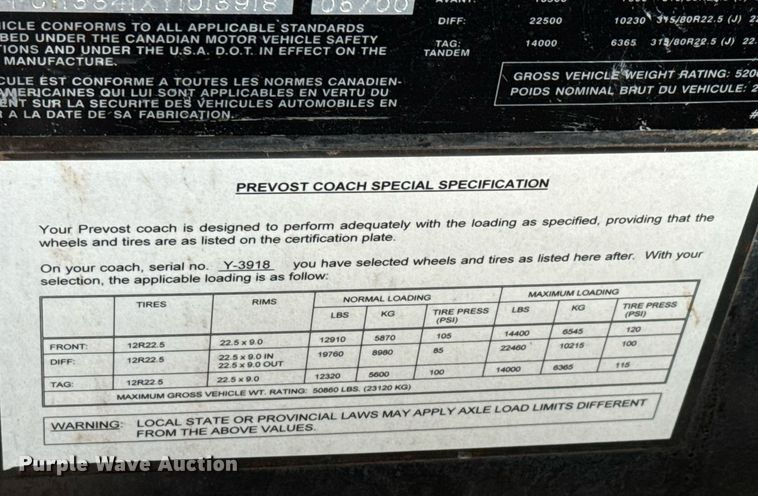 06/00
HICLE CONFORMS TO ALL APPLICABLE STANDARDS
BED UNDER THE CANADIAN MOTOR VEHICLE SAFETY
TIONS AND UNDER THE U.S.A. D.O.T. IN EFFECT ON THE
MANUFACTURE.
CULE EST CONFORME A TOUTES LES NORMES CANADIEN-
AMERICAINES QUI LUI SONT APPLICABLES EN VERTU DU
ENT SUR LA SECURITE DES VEHICULES AUTOMOBILES EN
R A LA DATE DE SA FABRICATION.
DIFF: 22500 10230 315/80R22.5 (J)
TAG: 14000 6365 315/80R22.5 (J) 22.
TANDEM
GROSS VEHICLE WEIGHT RATING: 520
POIDS NOMINAL BRUT DU VEHICULE: 2
#
PREVOST COACH SPECIAL SPECIFICATION
Your Prevost coach is designed to perform adequately with the loading as specified, providing that the
wheels and tires are as listed on the certification plate.
On your coach, serial no. Y-3918 you have selected wheels and tires as listed here after. With your
selection, the applicable loading is as follow:
TIRES RIMS NORMAL LOADING MAXIMUM LOADING
LBS KG TIRE PRESS (PSI) LBS KG TIRE PRESS (PSI)
FRONT: 12R22.5 22.5 x 9.0 12910 5870 105 14400 6545 120
DIFF: 12R22.5 22.5 x 9.0 IN 19760 8980 85 22460 10215 100
22.5 x 9.0 OUT
TAG: 12R22.5 22.5 x 9.0 12320 5600 100 14000 6365 115
MAXIMUM GROSS VEHICLE WT. RATING: 50860 LBS. (23120 KG)
WARNING: LOCAL STATE OR PROVINCIAL LAWS MAY APPLY AXLE LOAD LIMITS DIFFERENT
FROM THE ABOVE VALUES.
Purple Wave Auction